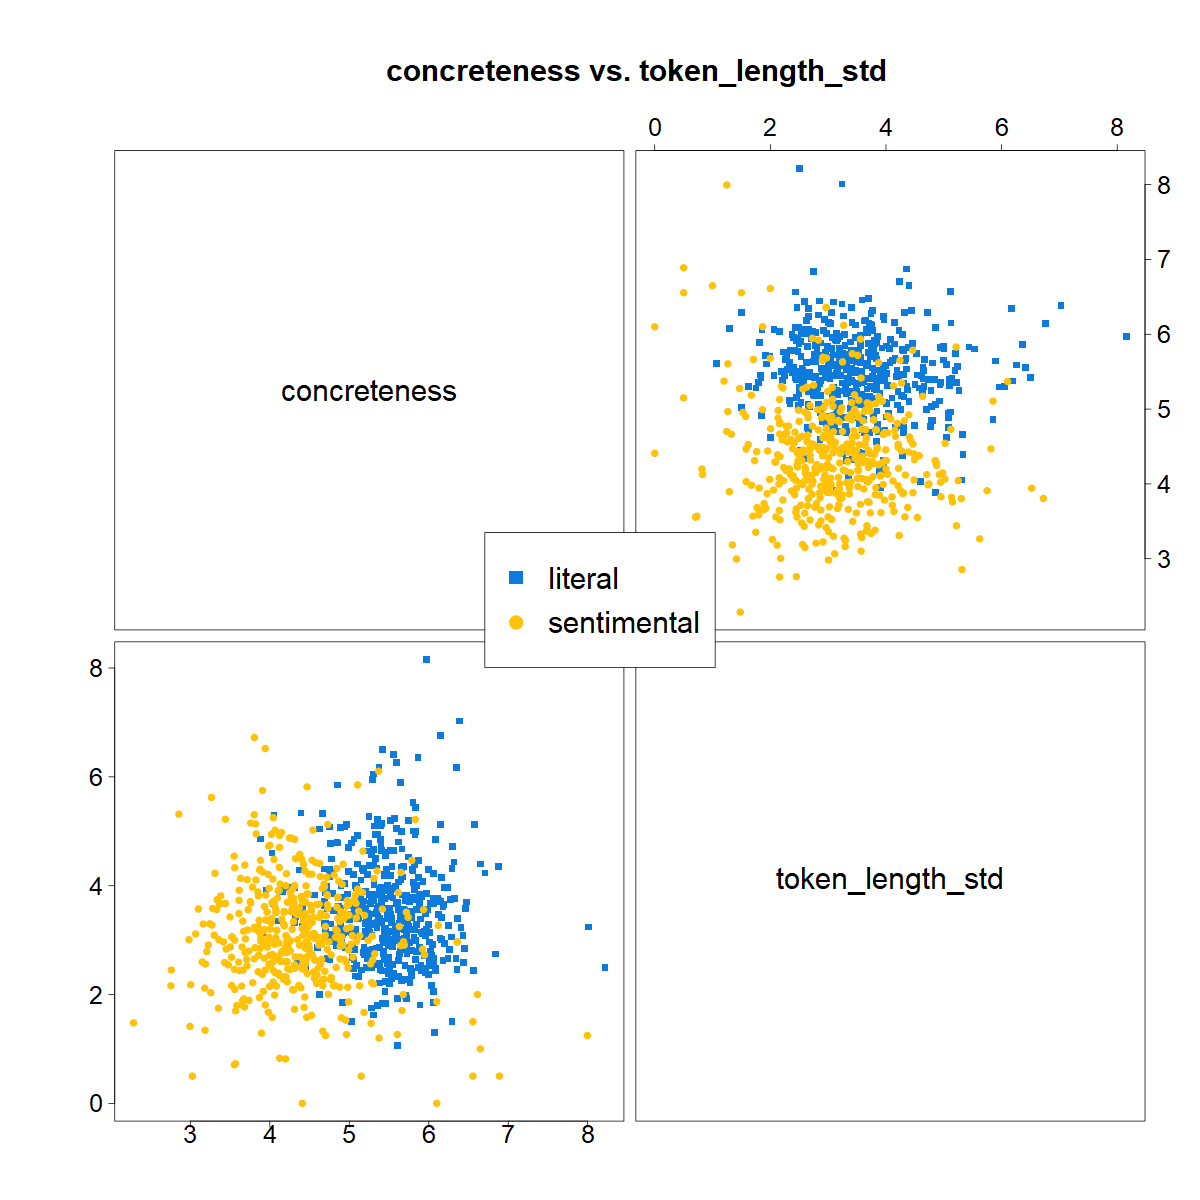 concreteness vs. token_length_std
0 2 4 6 8
8
7
6
5
4
3
concreteness
literal
sentimental
8
6
4
2
0
token_length_std
3 4 5 6 7 8